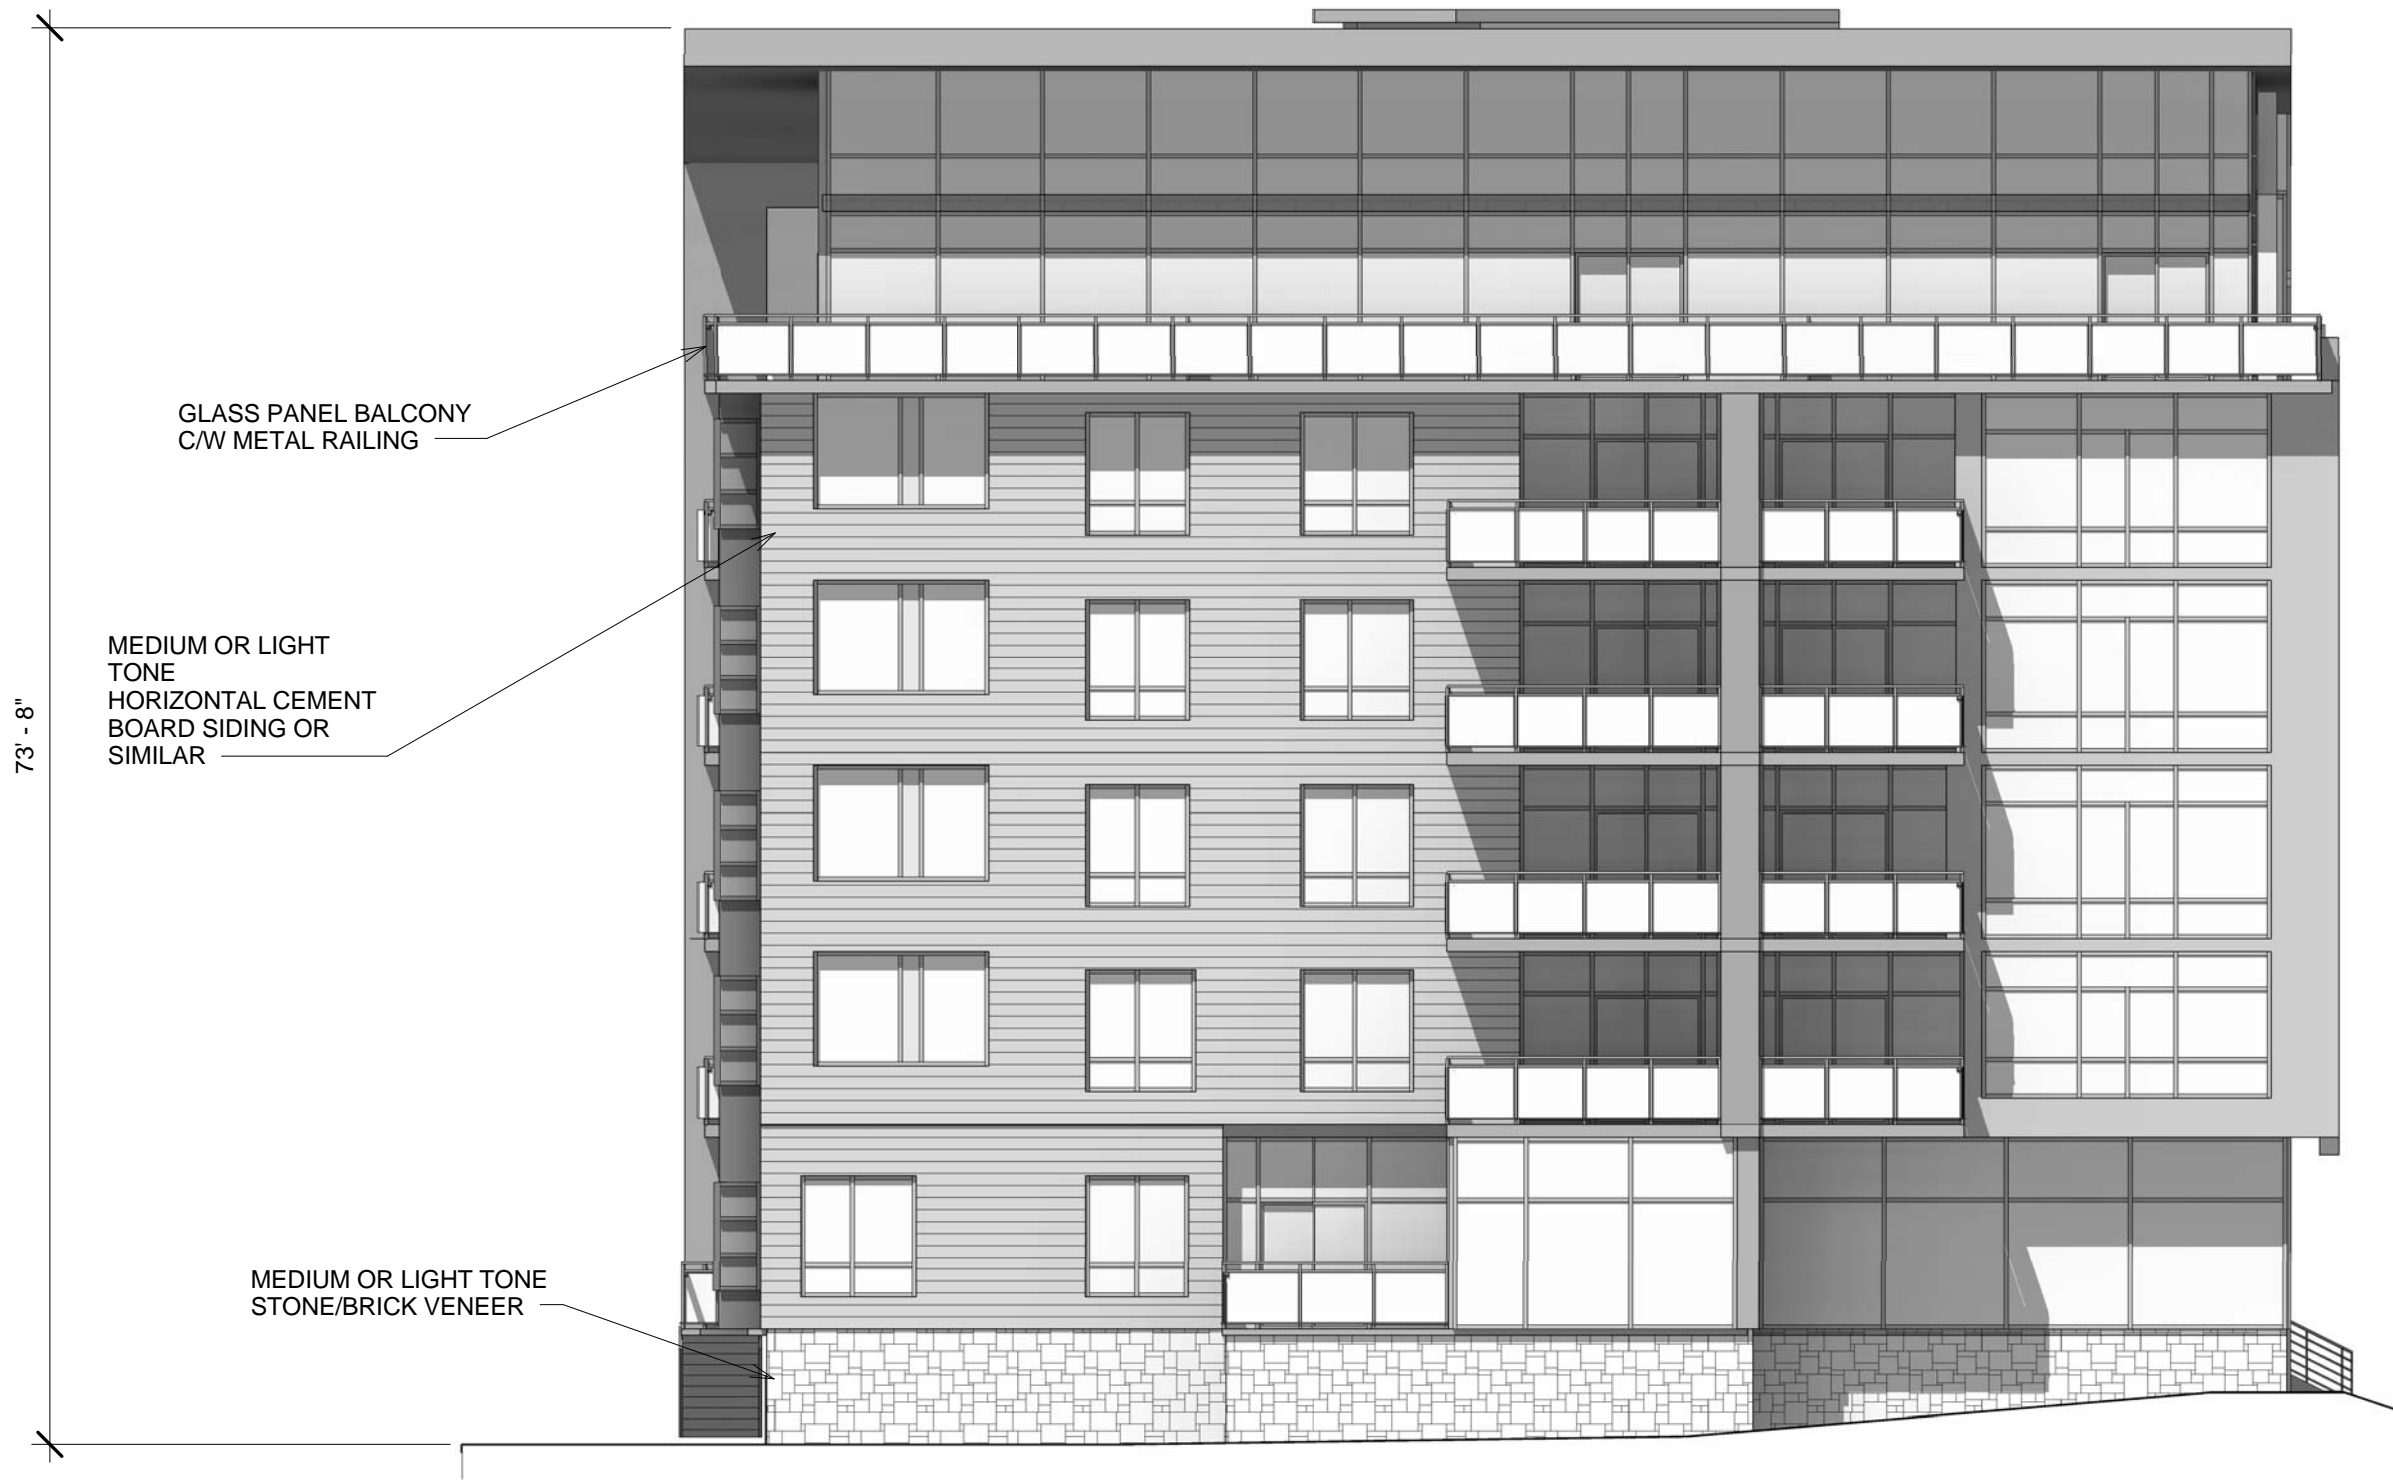 GLASS PANEL BALCONY
C/W METAL RAILING
MEDIUM OR LIGHT
TONE
HORIZONTAL CEMENT
BOARD SIDING OR
SIMILAR
73' - 8"
MEDIUM OR LIGHT TONE
STONE/BRICK VENEER